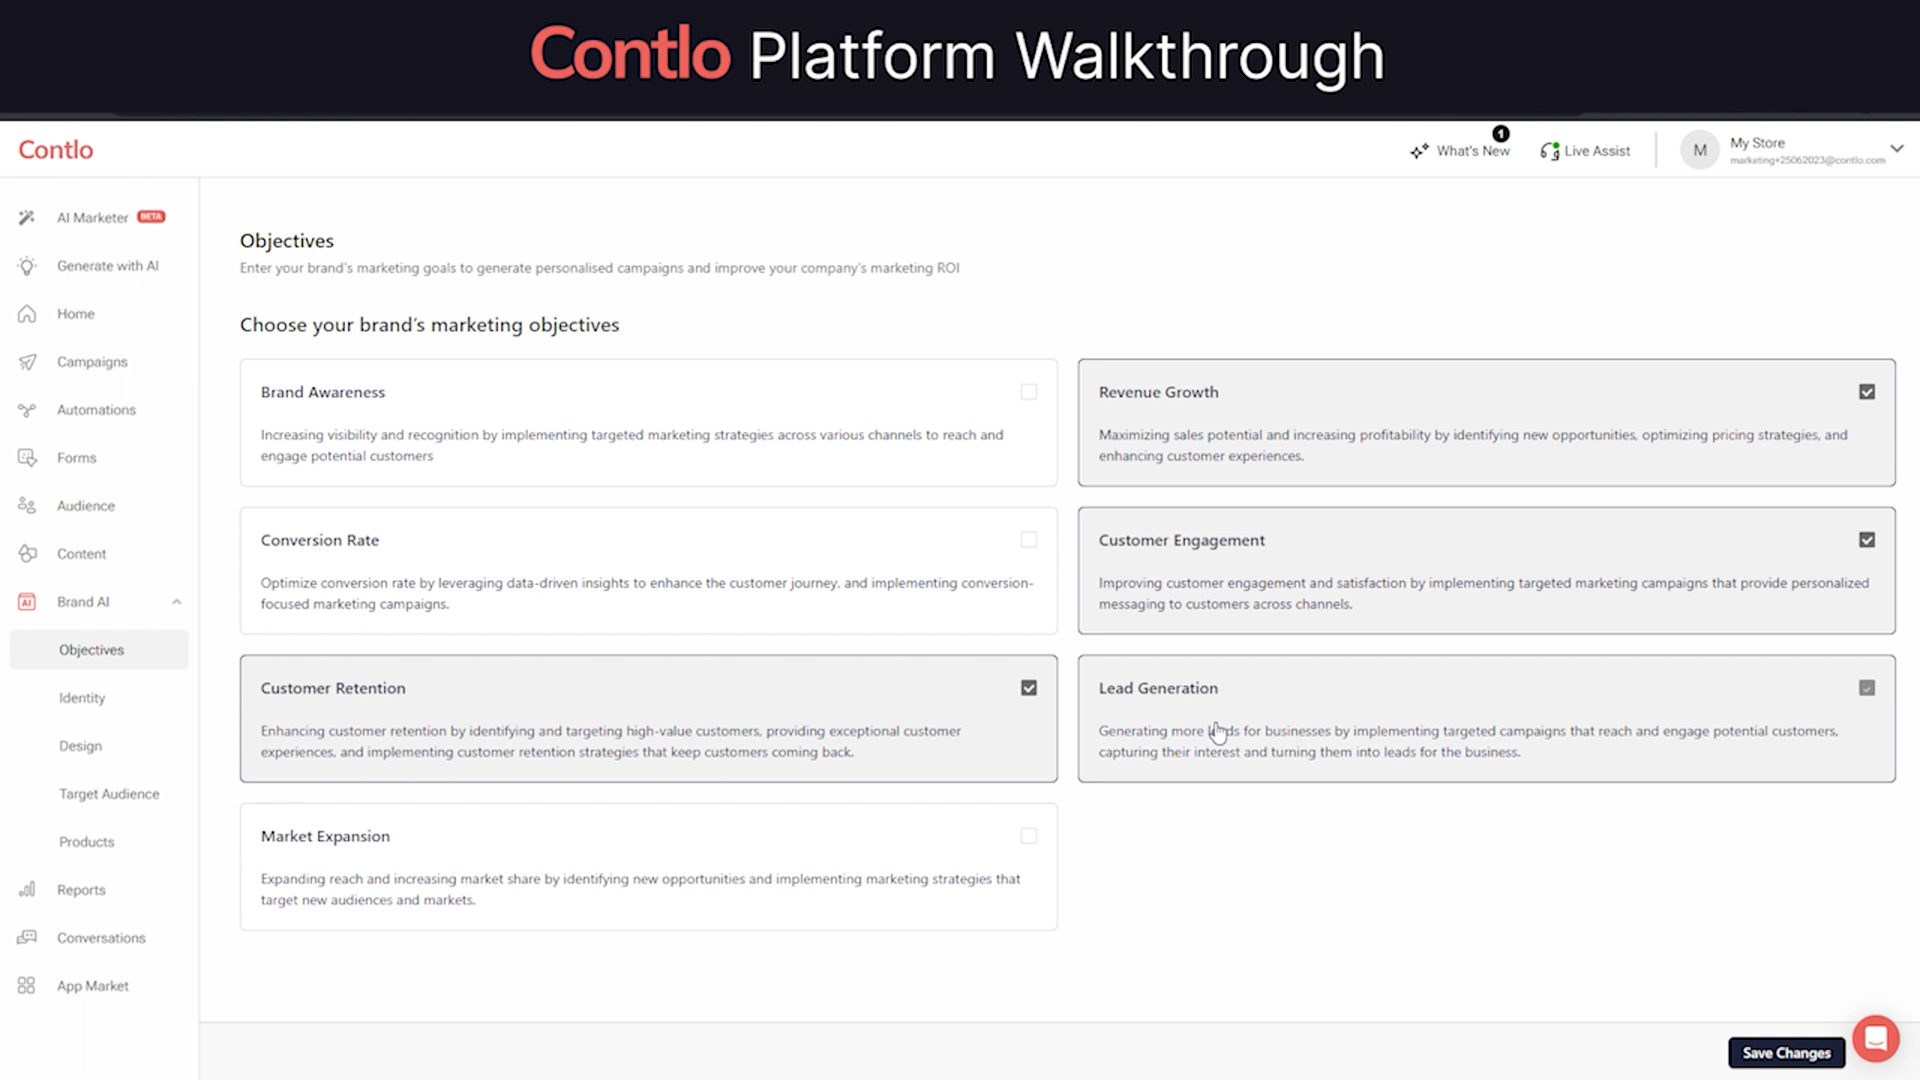 Contlo Platform Walkthrough
Contlo
What's New
1
Live Assist
M
My Store
marketing+25062023@contlo.com
AI Marketer BETA
Generate with AI
Home
Campaigns
Automations
Forms
Audience
Content
AI
Brand AI
Objectives
Identity
Design
Target Audience
Products
Reports
Conversations
App Market
Objectives
Enter your brand's marketing goals to generate personalised campaigns and improve your company's marketing ROI
Choose your brand's marketing objectives
Brand Awareness
Increasing visibility and recognition by implementing targeted marketing strategies across various channels to reach and
engage potential customers
Revenue Growth
Maximizing sales potential and increasing profitability by identifying new opportunities, optimizing pricing strategies, and
enhancing customer experiences.
Conversion Rate
Optimize conversion rate by leveraging data-driven insights to enhance the customer journey, and implementing conversion-
focused marketing campaigns.
Customer Engagement
Improving customer engagement and satisfaction by implementing targeted marketing campaigns that provide personalized
messaging to customers across channels.
Customer Retention
Enhancing customer retention by identifying and targeting high-value customers, providing exceptional customer
experiences, and implementing customer retention strategies that keep customers coming back.
Lead Generation
Generating more leads for businesses by implementing targeted campaigns that reach and engage potential customers,
capturing their interest and turning them into leads for the business.
Market Expansion
Expanding reach and increasing market share by identifying new opportunities and implementing marketing strategies that
target new audiences and markets.
Save Changes